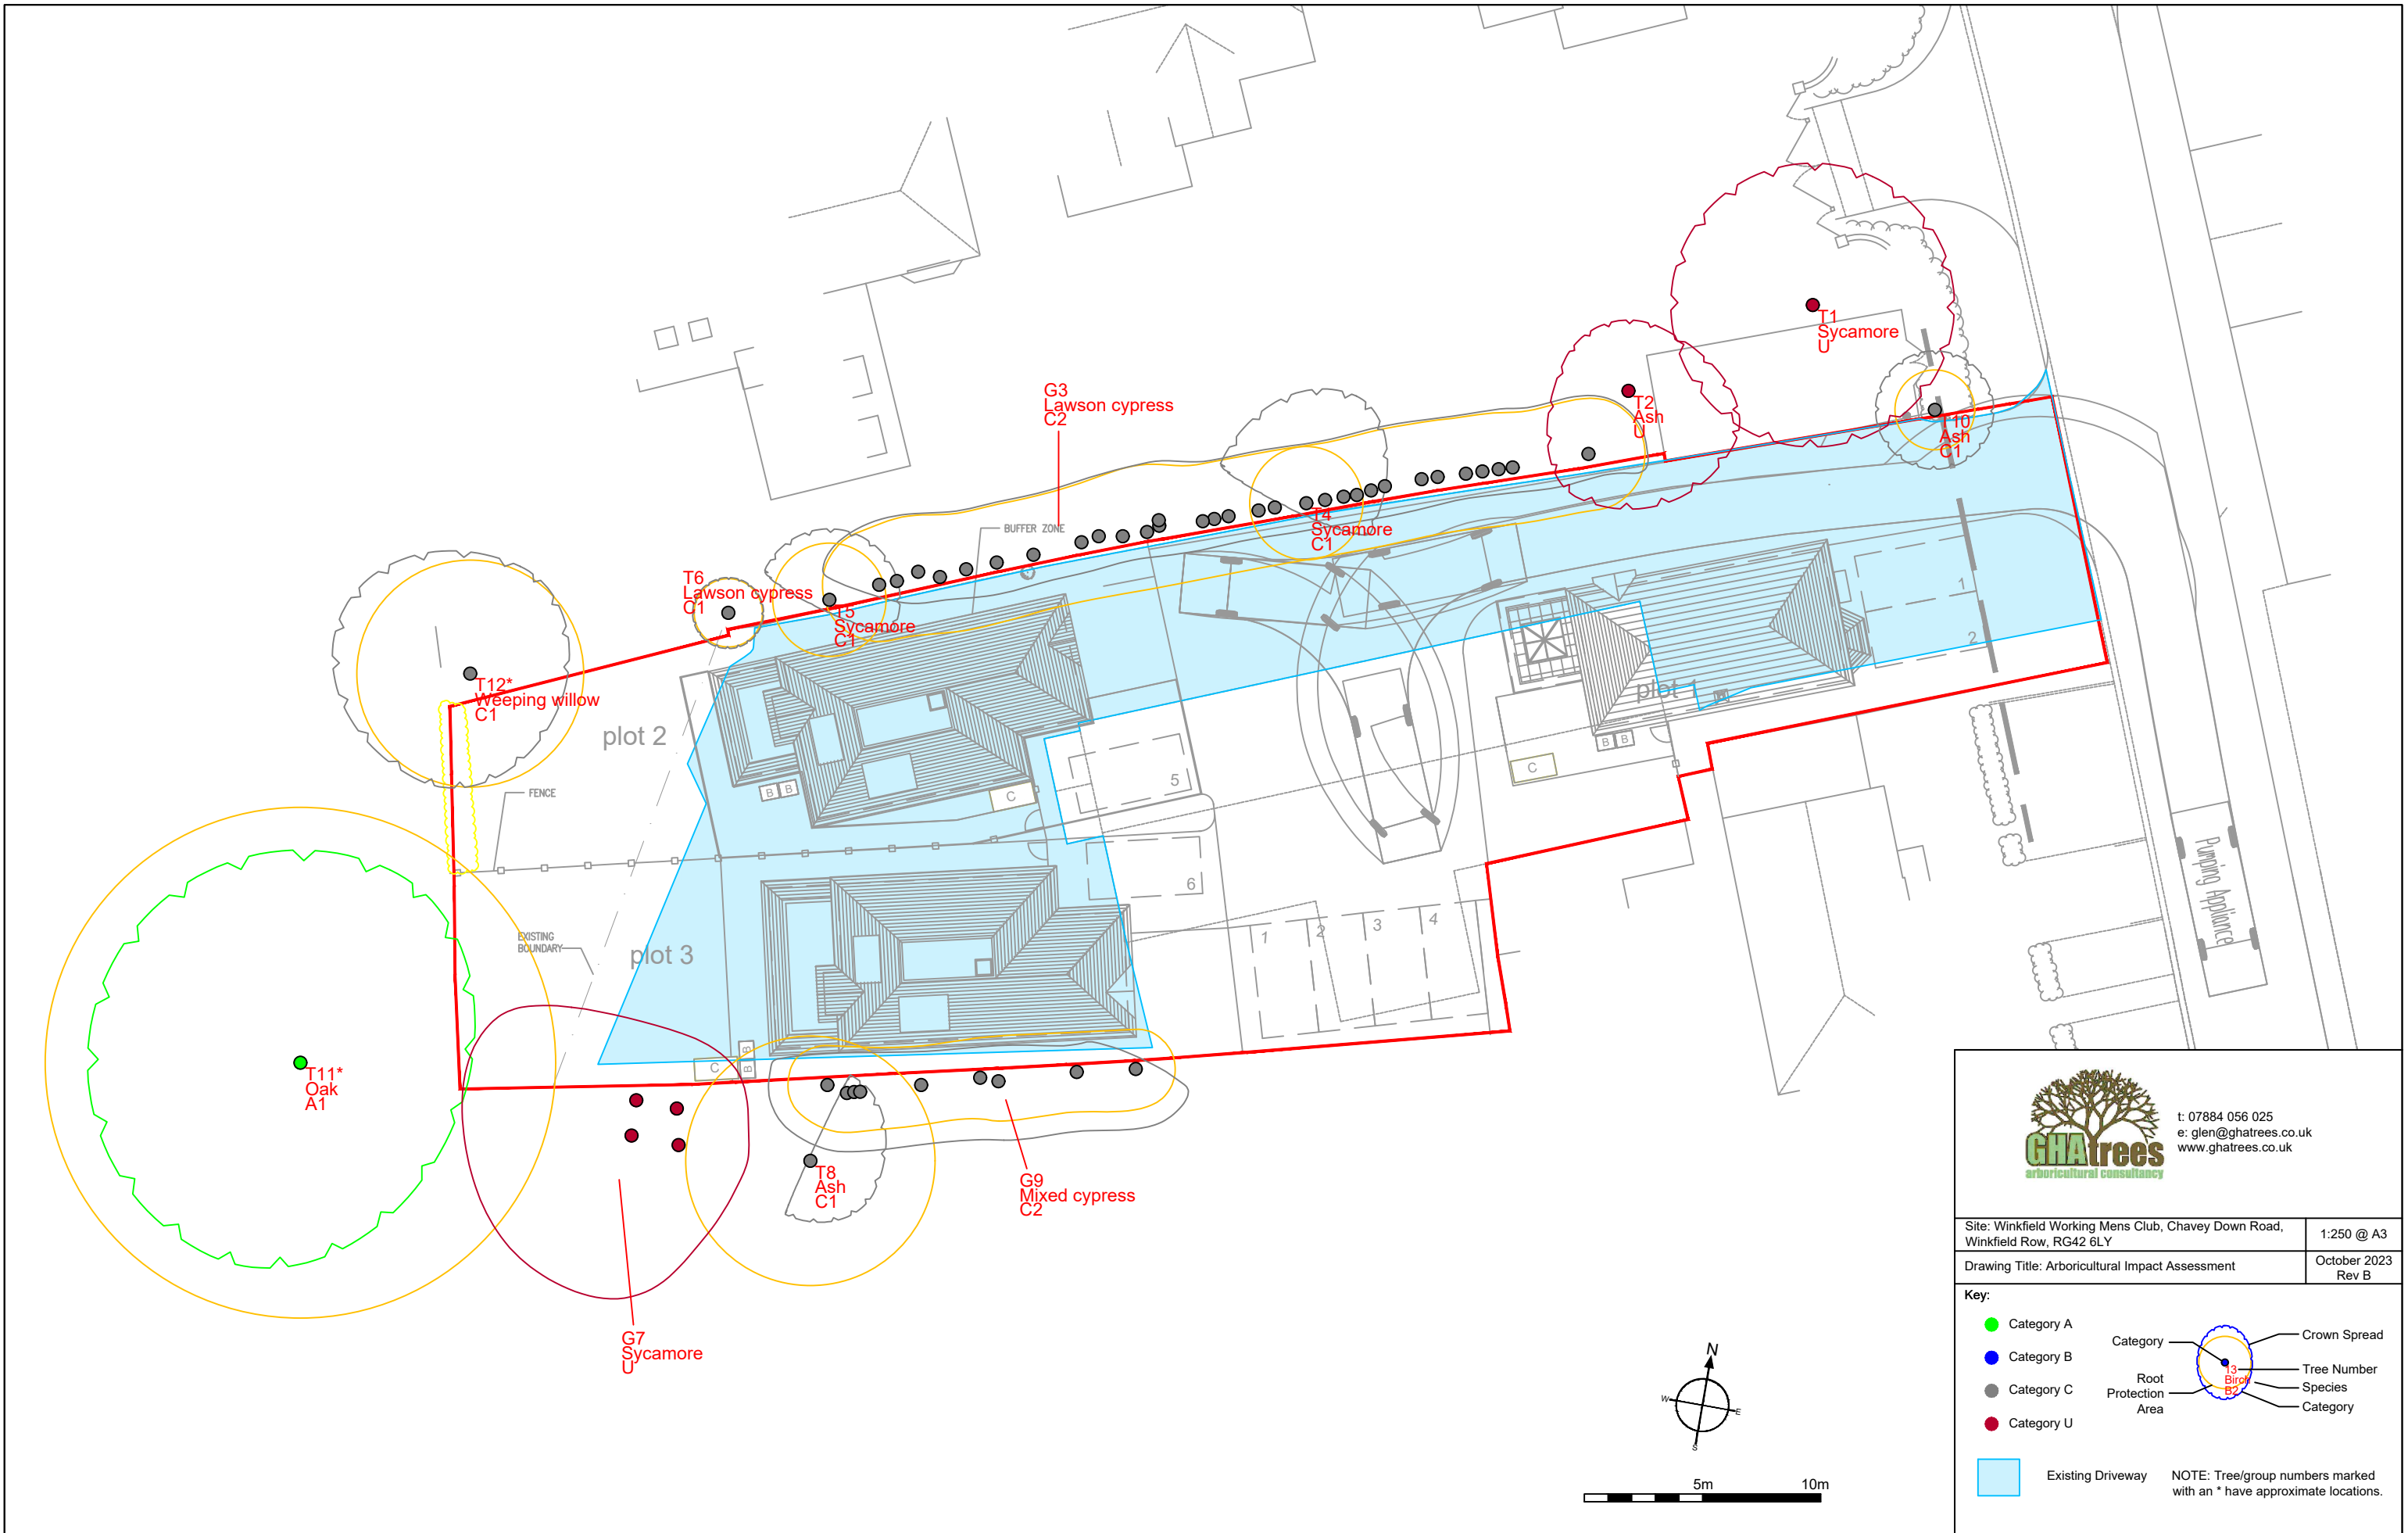 T1
Sycamore
U
G3
Lawson cypress
C2
T2
Ash
U
T10
Ash
C1
BUFFER ZONE
T4
Sycamore
C1
T6
Lawson cypress
C1
T5
Sycamore
C1
1
2
T12*
Weeping willow
C1
plot 1
plot 2
B B
C
5
B B
C
FENCE
6
Pumping Appliance
EXISTING
BOUNDARY
plot 3
1
2
3
4
B
B
C
T11*
Oak
A1
T8
Ash
C1
G9
Mixed cypress
C2
G7
Sycamore
U
N
W
E
S
5m
10m
GHAtrees
arboricultural consultancy
t: 07884 056 025
e: glen@ghatrees.co.uk
www.ghatrees.co.uk
Site: Winkfield Working Mens Club, Chavey Down Road,
Winkfield Row, RG42 6LY
1:250 @ A3
Drawing Title: Arboricultural Impact Assessment
October 2023
Rev B
Key:
Category A
Category B
Category C
Category U
Category
Root
Protection
Area
13
Birch
B2
Crown Spread
Tree Number
Species
Category
Existing Driveway
NOTE: Tree/group numbers marked
with an * have approximate locations.